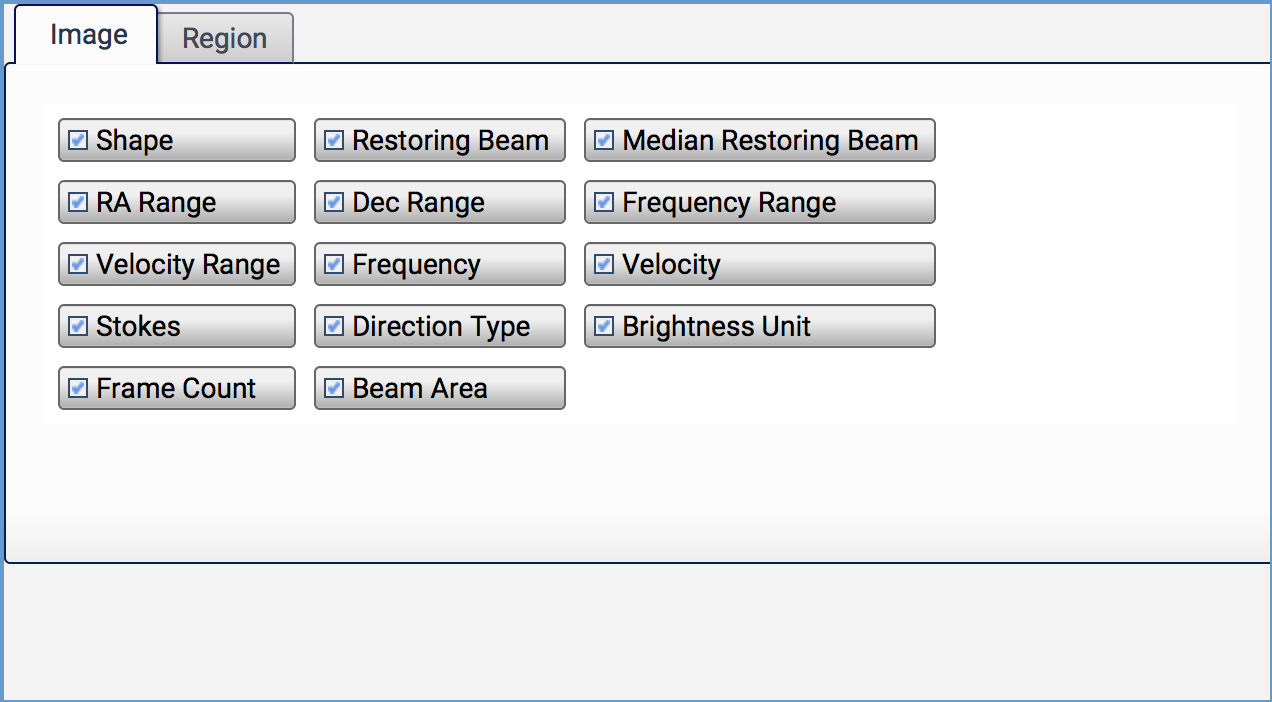 Image Region
Shape Restoring Beam Median Restoring Beam
RA Range Dec Range Frequency Range
Velocity Range Frequency Velocity
Stokes Direction Type Brightness Unit
Frame Count Beam Area